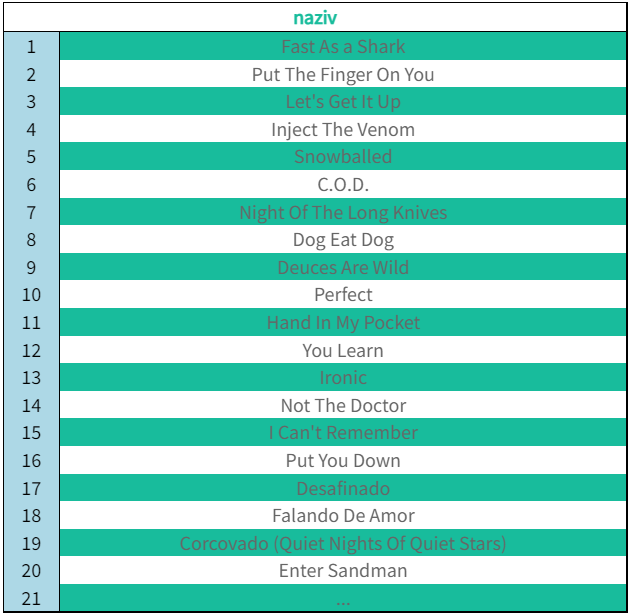 naziv
1 Fast As a Shark
2 Put The Finger On You
3 Let's Get It Up
4 Inject The Venom
5 Snowballed
6 C.O.D.
7 Night Of The Long Knives
8 Dog Eat Dog
9 Deuces Are Wild
10 Perfect
11 Hand In My Pocket
12 You Learn
13 Ironic
14 Not The Doctor
15 I Can't Remember
16 Put You Down
17 Desafinado
18 Falando De Amor
19 Corcovado (Quiet Nights Of Quiet Stars)
20 Enter Sandman
21 ...